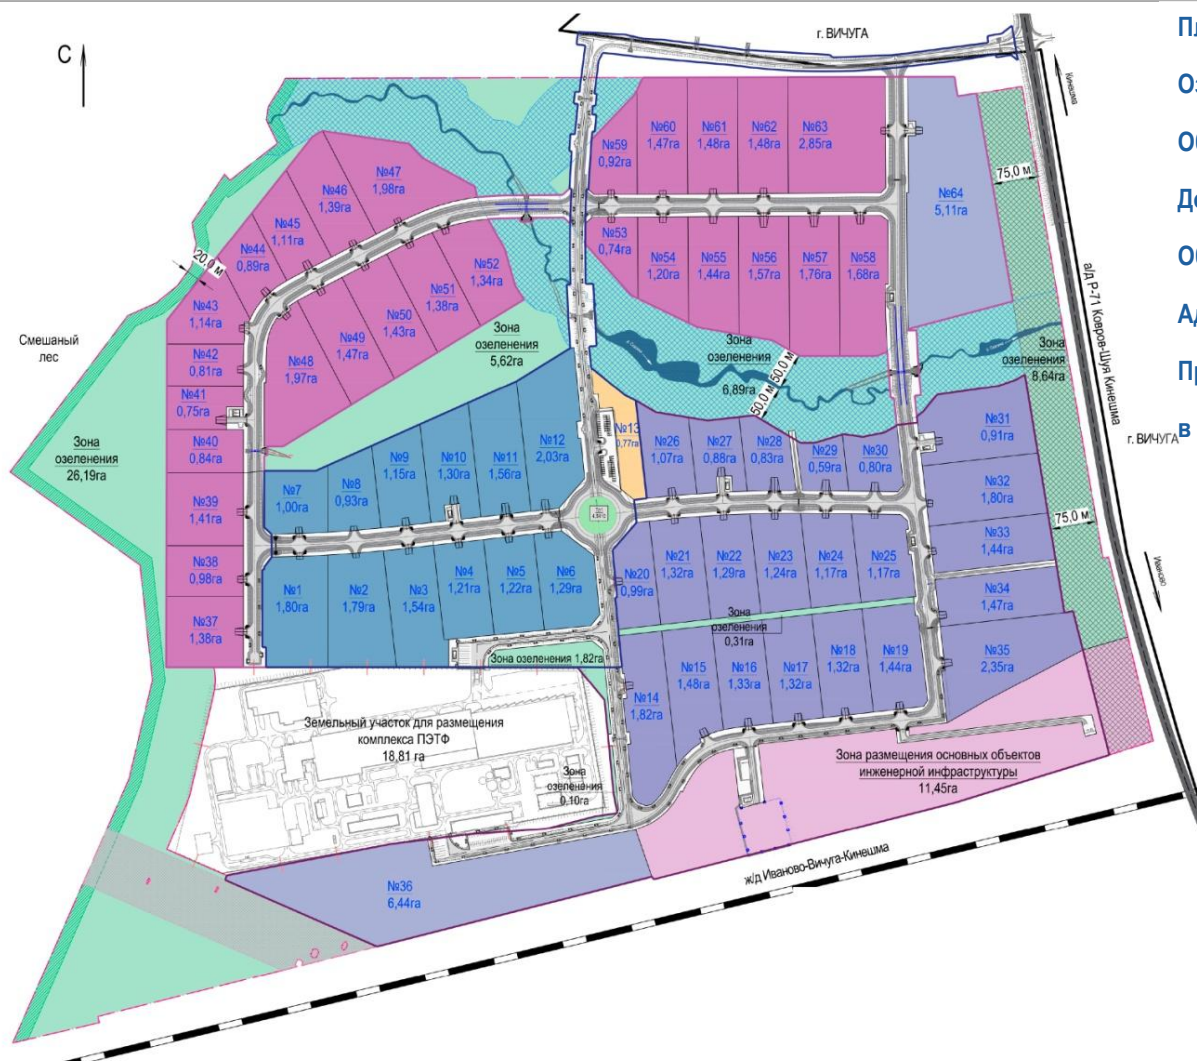 г. ВИЧУГА
С
Кинешма
№59
0,92га
№60
1,47га
№61
1,48га
№62
1,48га
№63
2,85га
№64
5,11га
75,0 м
№47
1,98га
№46
1,39га
№45
1,11га
№44
0,89га
20,0 м
№43
1,14га
№42
0,81га
№41
0,75га
№40
0,84га
№39
1,41га
№38
0,98га
№37
1,38га
Смешаный
лес
Зона
озеленения
26,19га
№52
1,34га
№51
1,38га
№50
1,43га
№49
1,47га
№48
1,97га
Зона
озеленения
5,62га
№53
0,74га
№54
1,20га
№55
1,44га
№56
1,57га
№57
1,76га
№58
1,68га
Зона
озеленения
6,89га
50,0 м
50,0 м
Зона
озеленения
8,64га
а/д Р-71 Ковров-Шуя Кинешма
г. ВИЧУГА
75,0 м
Иваново
№7
1,00га
№8
0,93га
№9
1,15га
№10
1,30га
№11
1,56га
№12
2,03га
№13
0,77га
№26
1,07га
№27
0,88га
№28
0,83га
№29
0,59га
№30
0,80га
№31
0,91га
№32
1,80га
№33
1,44га
№34
1,47га
№35
2,35га
№1
1,80га
№2
1,79га
№3
1,54га
№4
1,21га
№5
1,22га
№6
1,29га
№20
0,99га
№21
1,32га
№22
1,29га
№23
1,24га
№24
1,17га
№25
1,17га
Зона
озеленения
0,31га
Зона озеленения 1,82га
№14
1,82га
№15
1,48га
№16
1,33га
№17
1,32га
№18
1,32га
№19
1,44га
Земельный участок для размещения
комплекса ПЭТФ
18,81 га
Зона
озеленения
0,10га
Зона размещения основных объектов
инженерной инфраструктуры
11,45га
№36
6,44га
ж/д Иваново-Вичуга-Кинешма
в